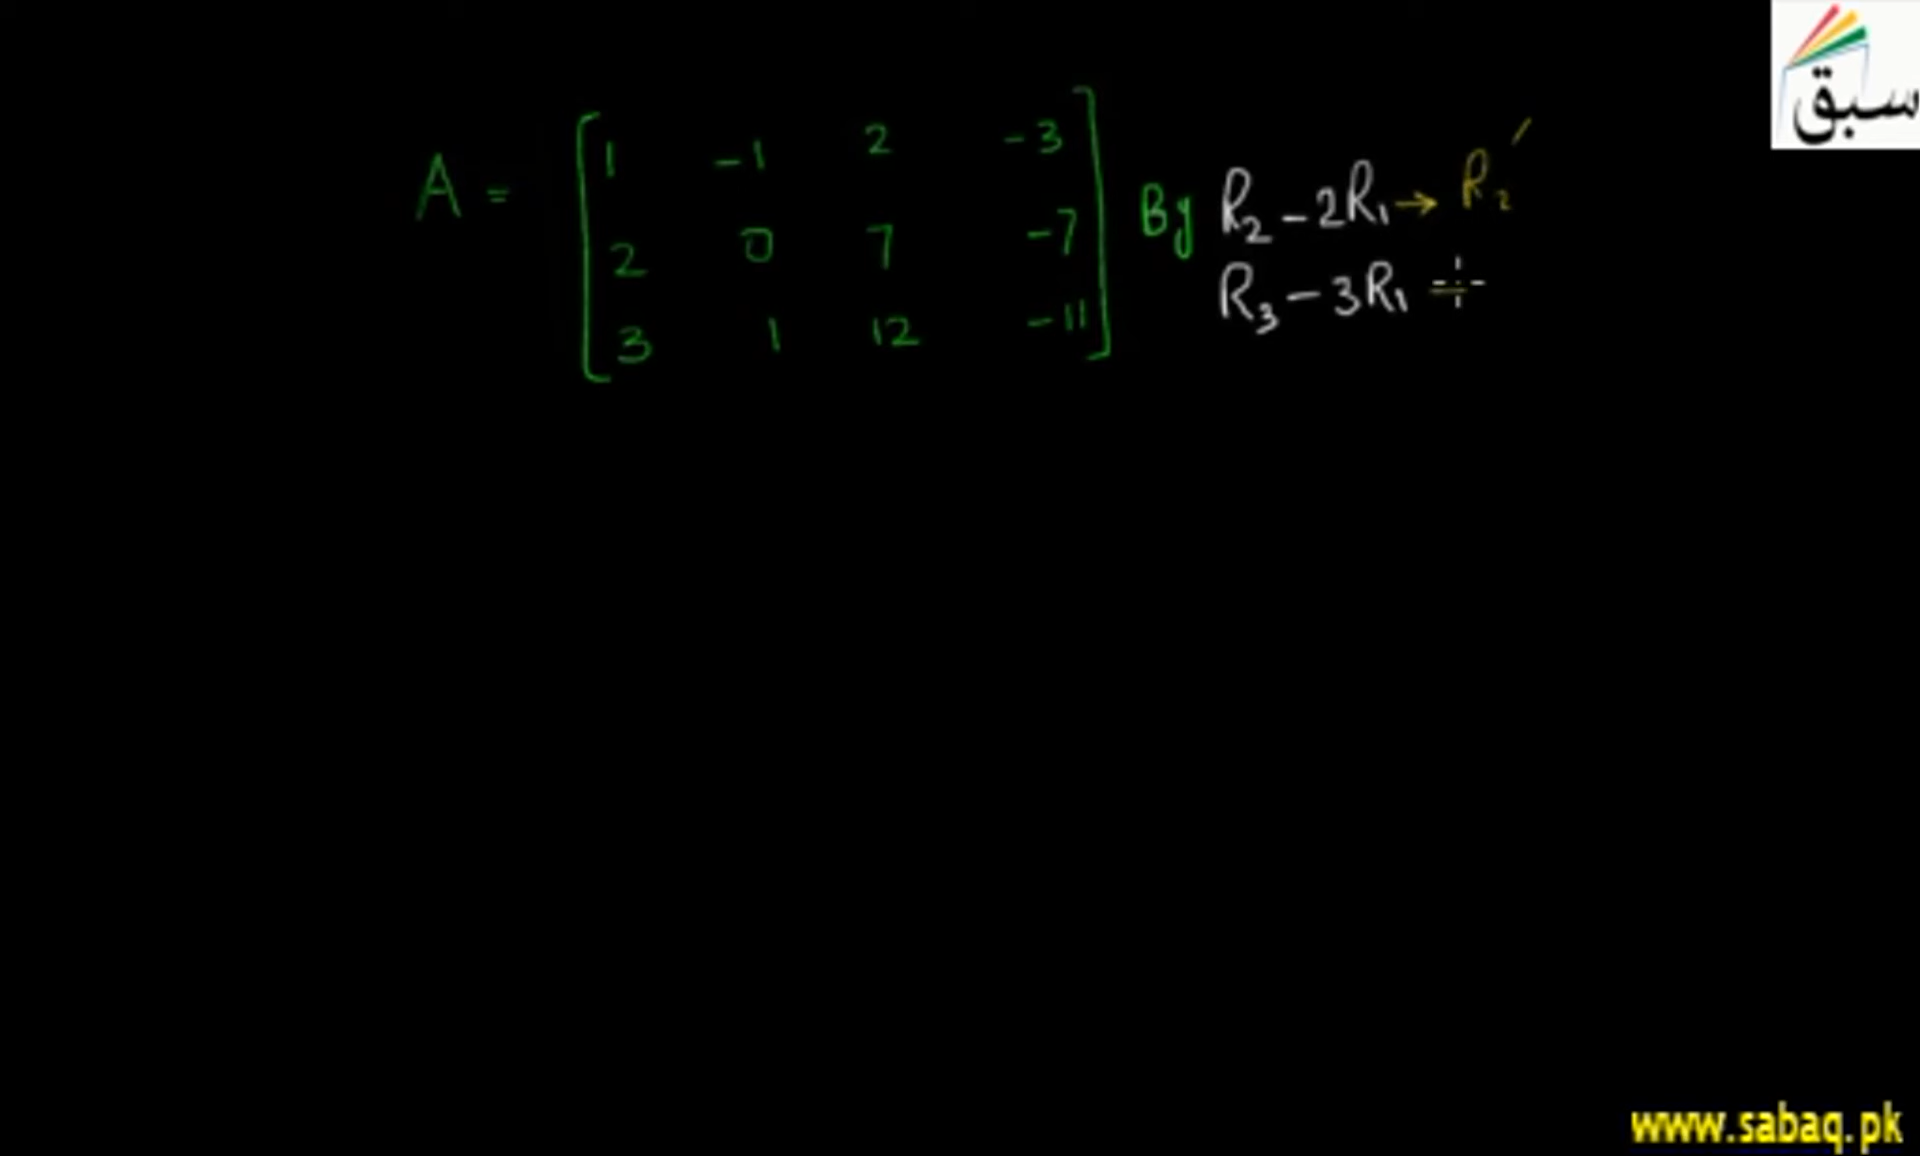 سبق
A = [ 1 -1 2 -3 ] By R₂ - 2R₁ → R₂′
2 0 7 -7 R₃ - 3R₁
3 1 12 -11
www.sabaq.pk